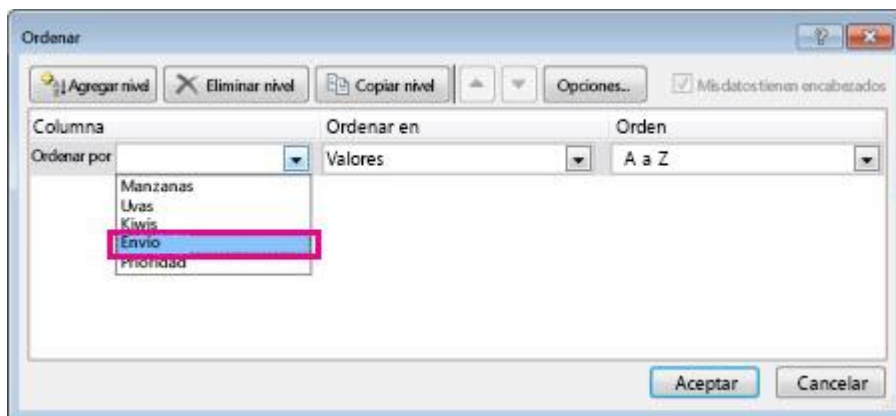 Ordenar
Agregar nivel Eliminar nivel Copiar nivel Opciones... Mis datos tienen encabezados
Columna Ordenar en Orden
Ordenar por Valores A a Z
Manzanas
Uvas
Kiwis
Envío
Prioridad
Aceptar Cancelar